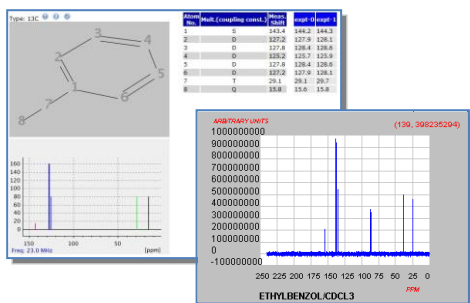 Type: 13C
Atom No. Mult.(coupling const.) Meas. Shift expt-0 expt-1
1 S 143.4 144.2 144.3
2 D 127.2 127.9 128.1
3 D 127.8 128.4 128.6
4 D 125.2 125.7 125.9
5 D 127.8 128.4 128.6
6 D 127.2 127.9 128.1
7 T 29.1 29.1 29.7
8 Q 15.8 15.6 15.8
3
4
2
5
1
6
7
8
160
140
120
100
80
60
40
20
0
150 100 50 [ppm]
Freq: 23.0 MHz
ARBITRARY UNITS
(139, 398235294)
1000000000
900000000
800000000
700000000
600000000
500000000
400000000
300000000
200000000
100000000
0
-100000000
250 225 200 175 150 125 100 75 50 25 0
PPM
ETHYLBENZOL/CDCL3